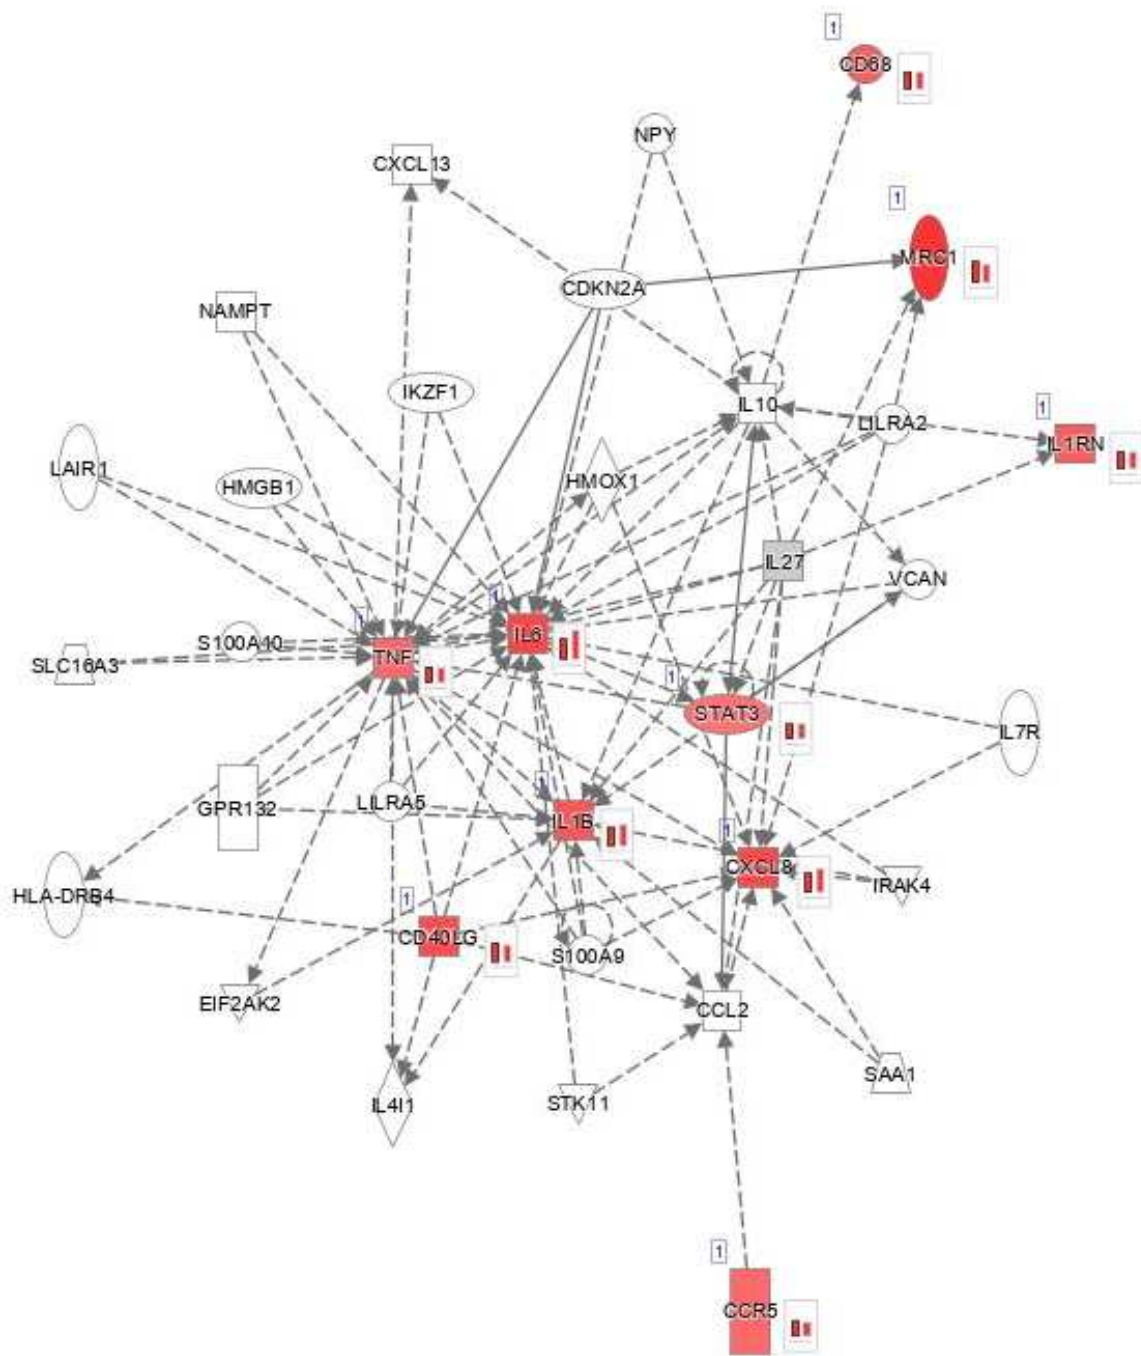 1
CD68
NPY
CXCL13
1
MRC1
CDKN2A
NAMPT
IKZF1
IL10
LILRA2
1
IL1RN
LAIR1
HMGB1
HMOX1
IL27
VCAN
1
IL6
1
S100A40
TNF
SLC16A3
1
STAT3
IL7R
GPR132
LILRA5
1
IL1B
1
CXCL8
IRAK4
HLA-DRB4
1
CD40LG
S100A9
EIF2AK2
CCL2
SAA1
IL4I1
STK11
1
CCR5